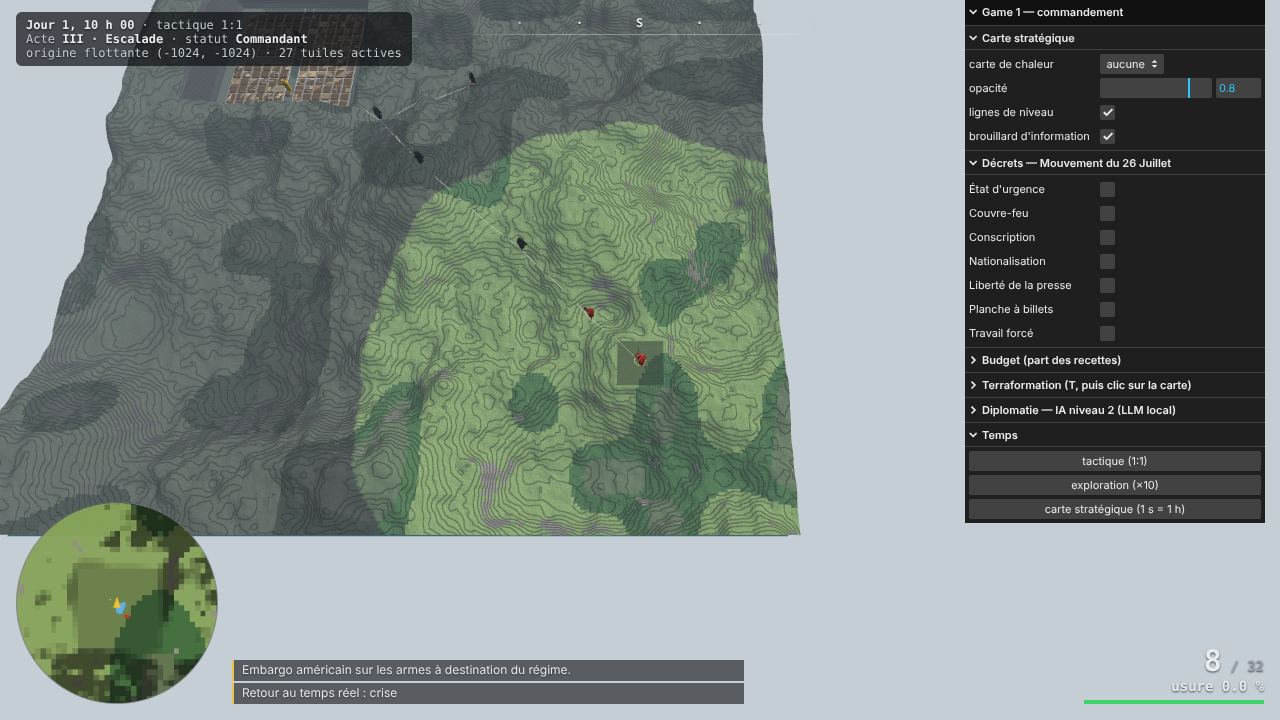 Jour 1, 10 h 00 · tactique 1:1
Acte III · Escalade · statut Commandant
origine flottante (-1024, -1024) · 27 tuiles actives
· · S · ·
Game 1 — commandement
Carte stratégique
carte de chaleur aucune
opacité 0.8
lignes de niveau
brouillard d'information
Décrets — Mouvement du 26 Juillet
État d'urgence
Couvre-feu
Conscription
Nationalisation
Liberté de la presse
Planche à billets
Travail forcé
Budget (part des recettes)
Terraformation (T, puis clic sur la carte)
Diplomatie — IA niveau 2 (LLM local)
Temps
tactique (1:1)
exploration (×10)
carte stratégique (1 s = 1 h)
Embargo américain sur les armes à destination du régime.
Retour au temps réel : crise
8 / 32
usure 0.0 %